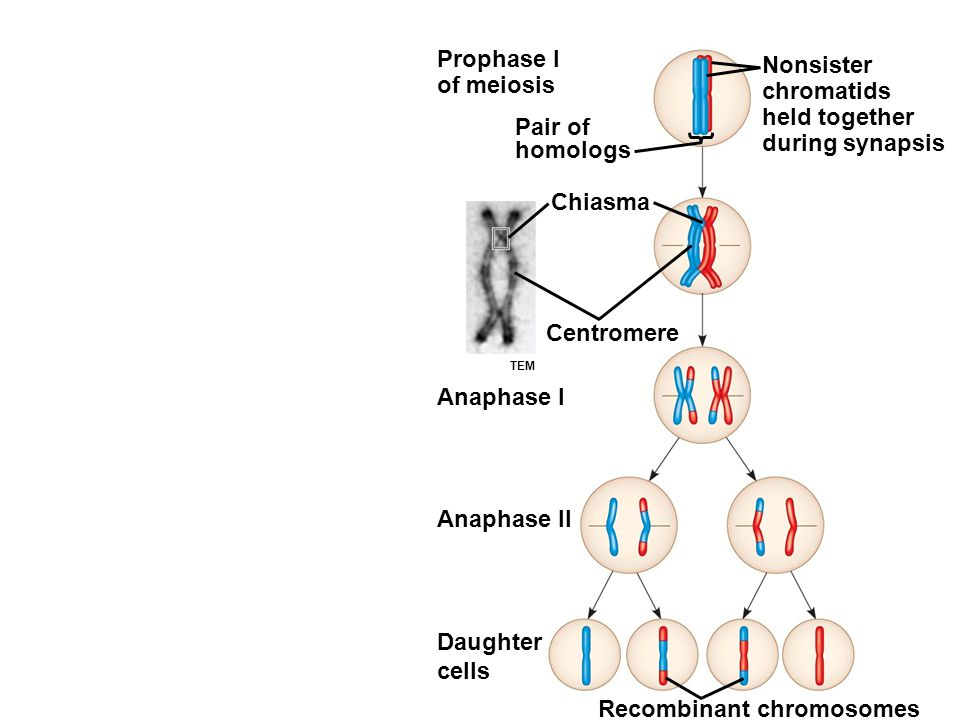 Prophase I
of meiosis
Nonsister
chromatids
held together
during synapsis
Pair of
homologs
Chiasma
Centromere
TEM
Anaphase I
Anaphase II
Daughter
cells
Recombinant chromosomes